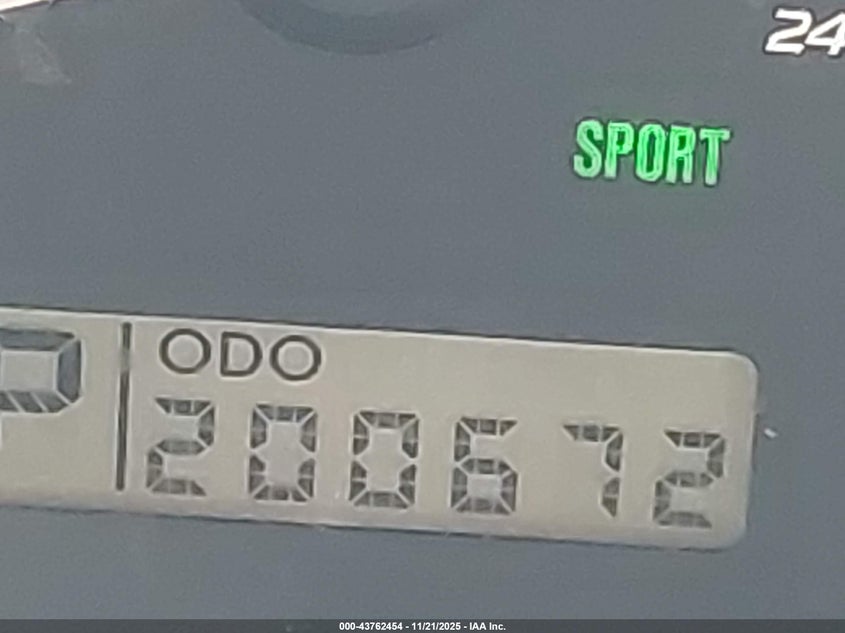 24
SPORT
P
ODO
200672
000-43762454 - 11/21/2025 - IAA Inc.